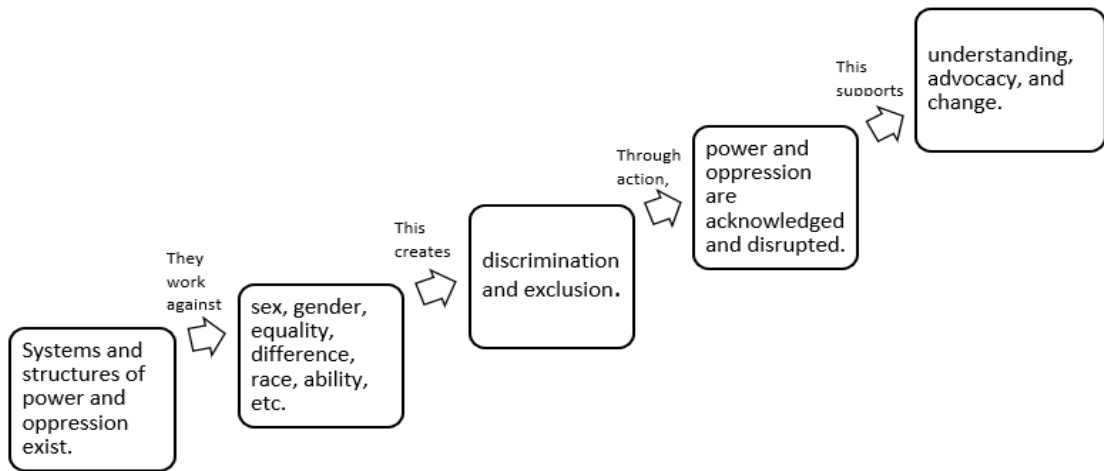 Systems and
structures of
power and
oppression
exist.
They
work
against
sex, gender,
equality,
difference,
race, ability,
etc.
This
creates
discrimination
and exclusion.
Through
action,
power and
oppression
are
acknowledged
and disrupted.
This
supports
understanding,
advocacy, and
change.